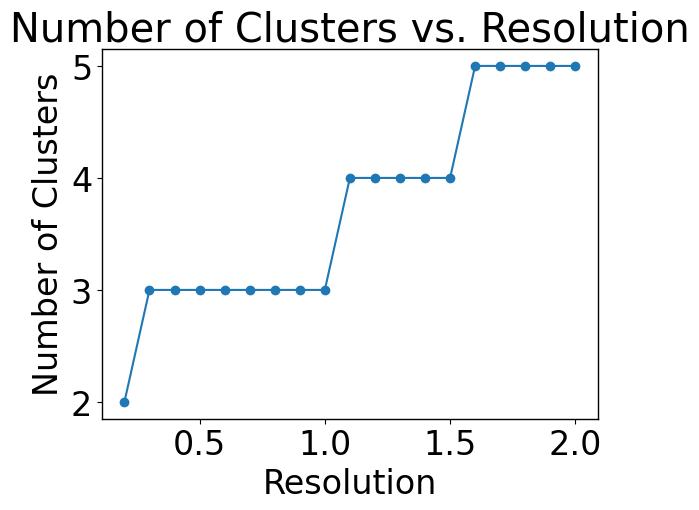 Number of Clusters vs. Resolution
Number of Clusters
5
4
3
2
0.5 1.0 1.5 2.0
Resolution